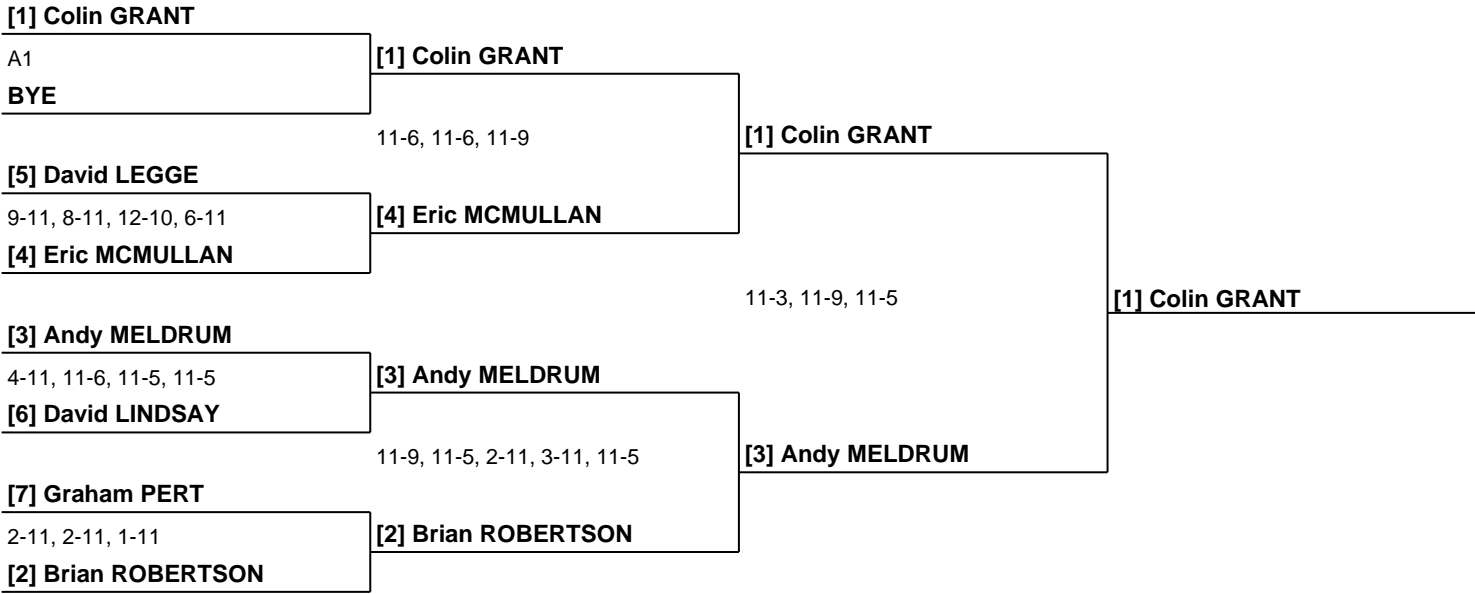 [1] Colin GRANT
A1
BYE
[5] David LEGGE
9-11, 8-11, 12-10, 6-11
[4] Eric MCMULLAN
[3] Andy MELDRUM
4-11, 11-6, 11-5, 11-5
[6] David LINDSAY
[7] Graham PERT
2-11, 2-11, 1-11
[2] Brian ROBERTSON
[1] Colin GRANT
11-6, 11-6, 11-9
[4] Eric MCMULLAN
[3] Andy MELDRUM
11-9, 11-5, 2-11, 3-11, 11-5
[2] Brian ROBERTSON
[1] Colin GRANT
11-3, 11-9, 11-5
[3] Andy MELDRUM
[1] Colin GRANT